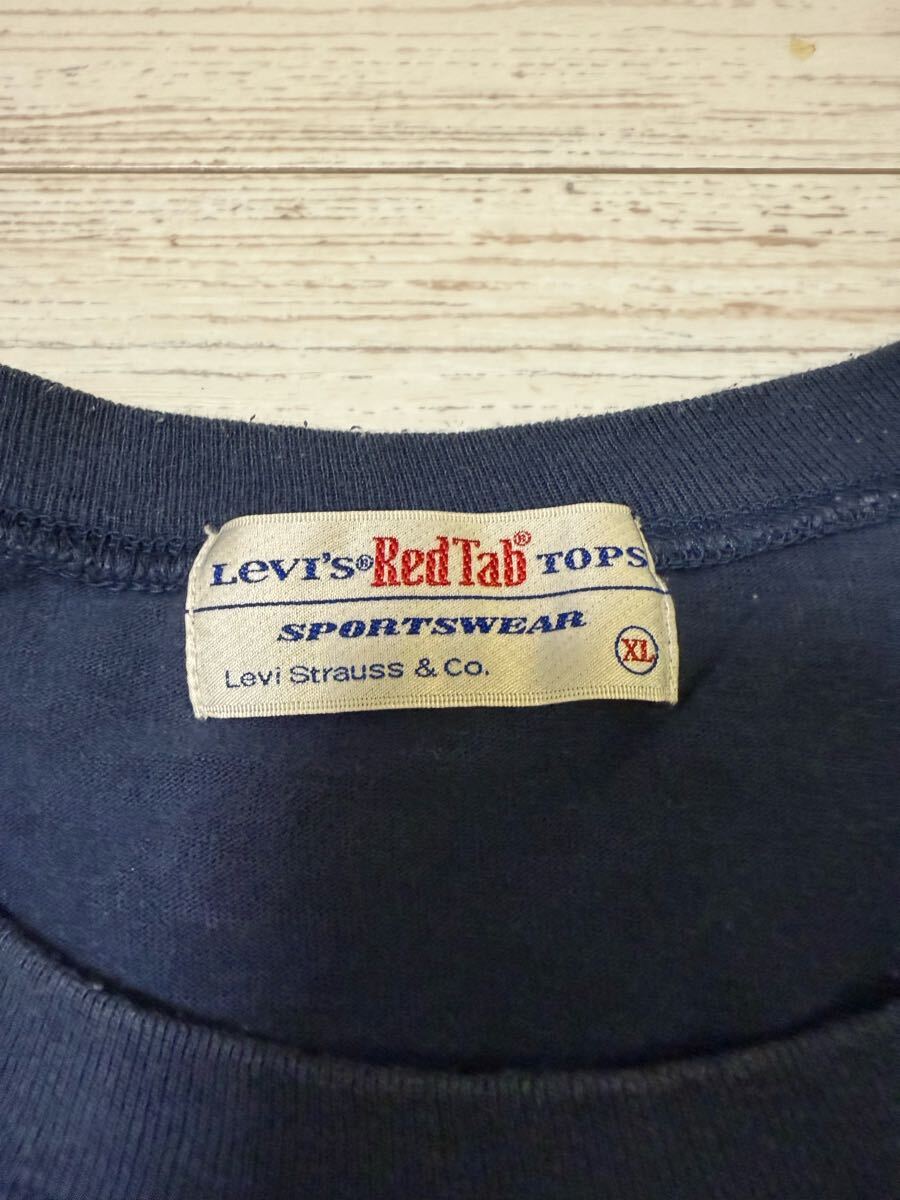 Levi's® Red Tab® TOPS
SPORTSWEAR
Levi Strauss & Co.
XL